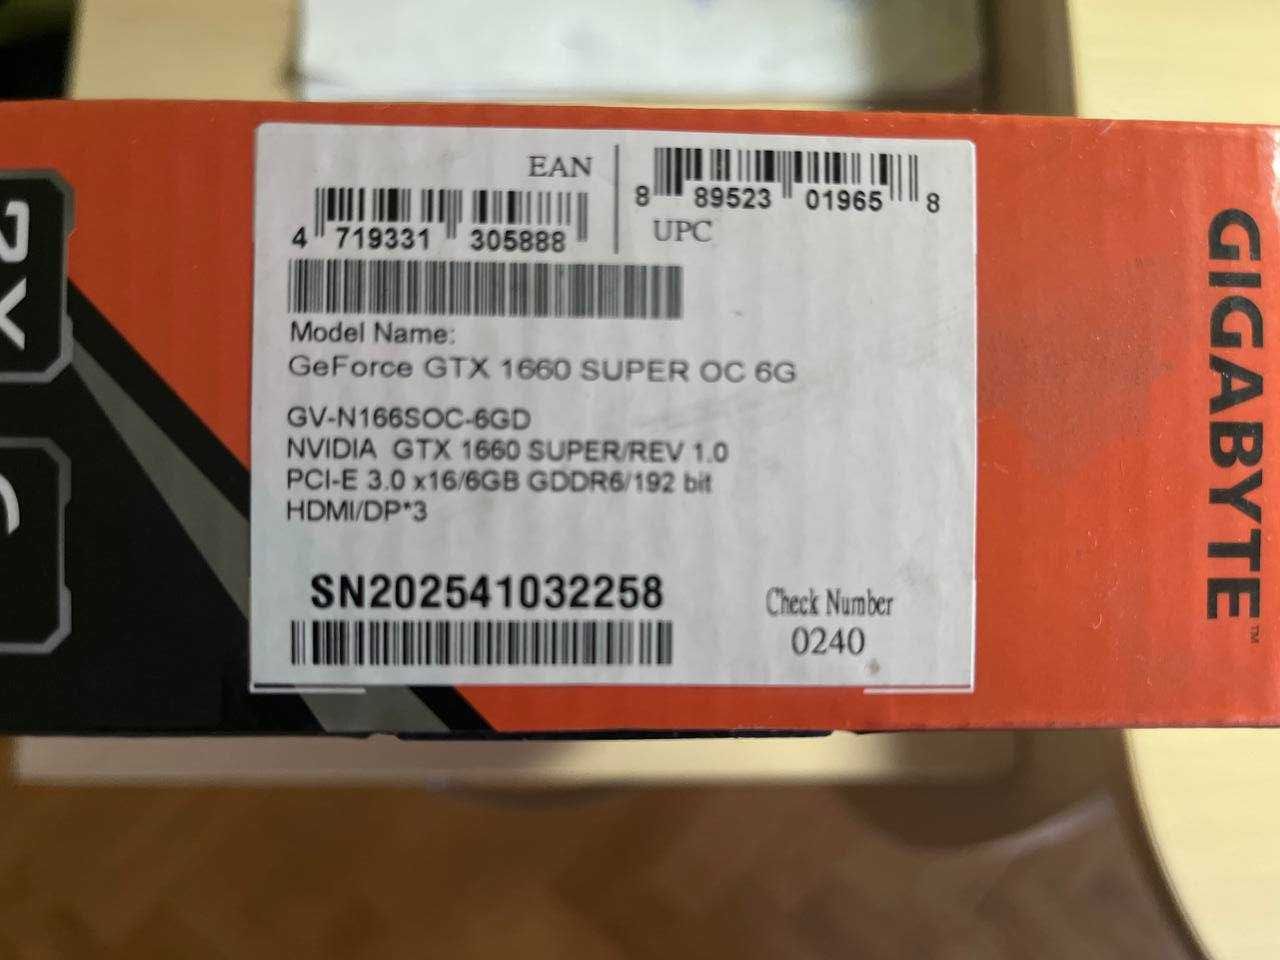 EAN
4 719331 305888
8 89523 01965 8
UPC
Model Name:
GeForce GTX 1660 SUPER OC 6G
GV-N166SOC-6GD
NVIDIA GTX 1660 SUPER/REV 1.0
PCI-E 3.0 x16/6GB GDDR6/192 bit
HDMI/DP*3
SN202541032258
Check Number
0240
GIGABYTE™